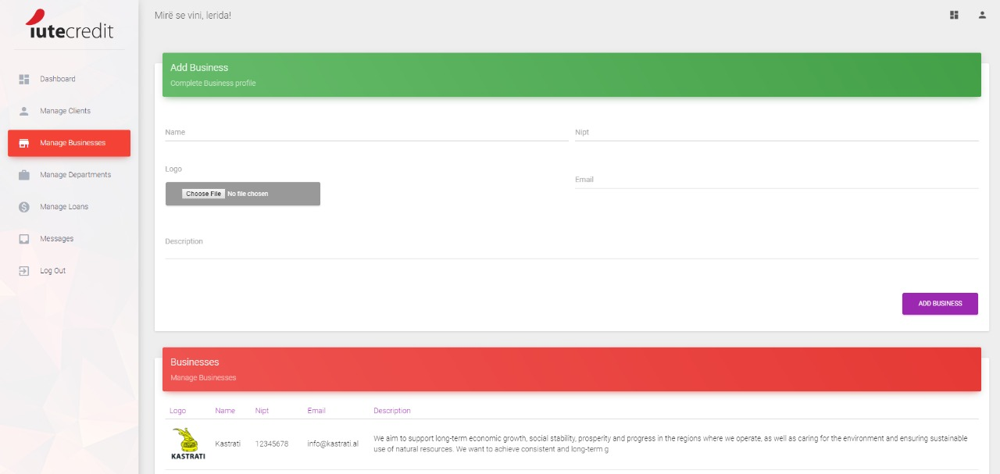 iutecredit
Mirë se vini, lerida!
Dashboard
Manage Clients
Manage Businesses
Manage Departments
Manage Loans
Messages
Log Out
Add Business
Complete Business profile
Name
Nipt
Logo
Choose File No file chosen
Email
Description
ADD BUSINESS
Businesses
Manage Businesses
Logo Name Nipt Email Description
KASTRATI
Kastrati 12345678 info@kastrati.al
We aim to support long-term economic growth, social stability, prosperity and progress in the regions where we operate, as well as caring for the environment and ensuring sustainable
use of natural resources. We want to achieve consistent and long-term g